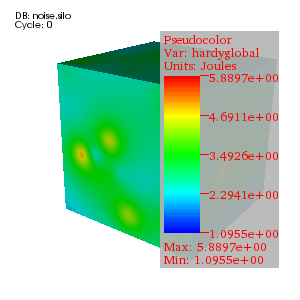 DB: noise.silo
Cycle: 0
Pseudocolor
Var: hardyglobal
Units: Joules
5.8897e+00
4.6911e+00
3.4926e+00
2.2941e+00
1.0955e+00
Max: 5.8897e+00
Min: 1.0955e+00